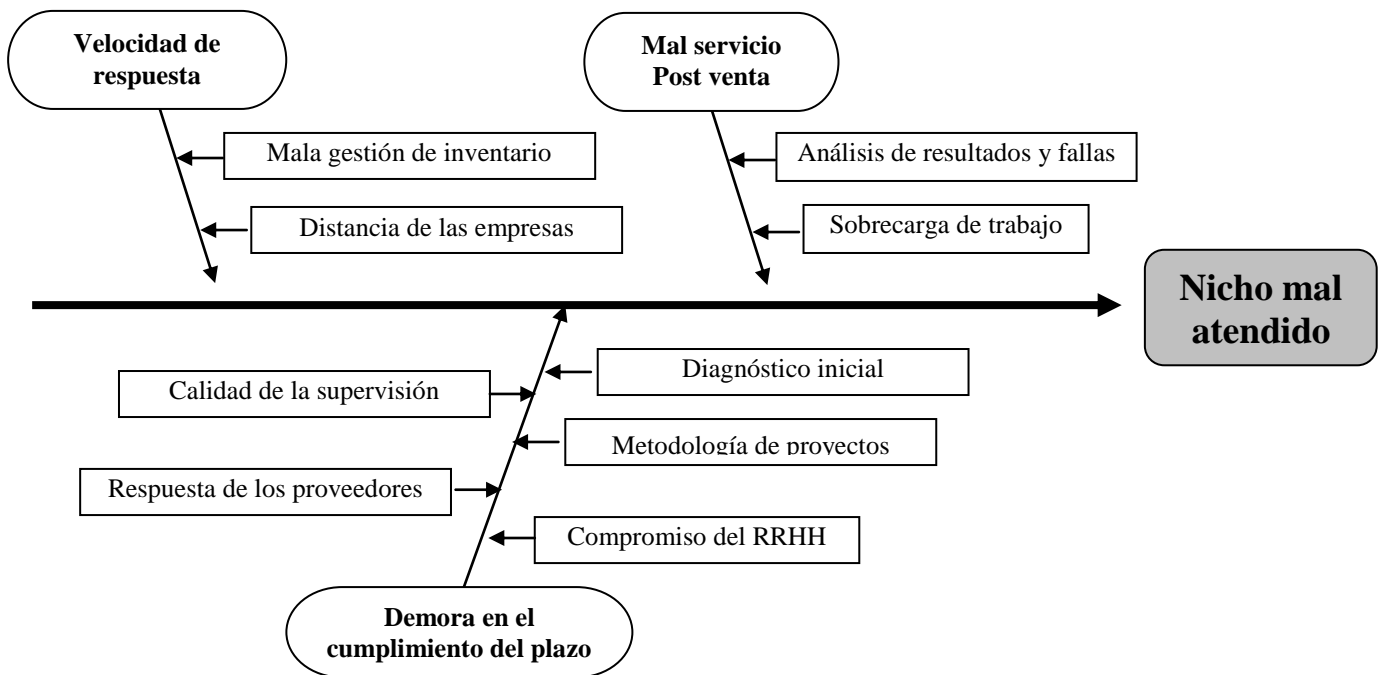 Velocidad de
respuesta
Mal servicio
Post venta
Mala gestión de inventario
Análisis de resultados y fallas
Distancia de las empresas
Sobrecarga de trabajo
Nicho mal
atendido
Diagnóstico inicial
Calidad de la supervisión
Metodología de proyectos
Respuesta de los proveedores
Compromiso del RRHH
Demora en el
cumplimiento del plazo